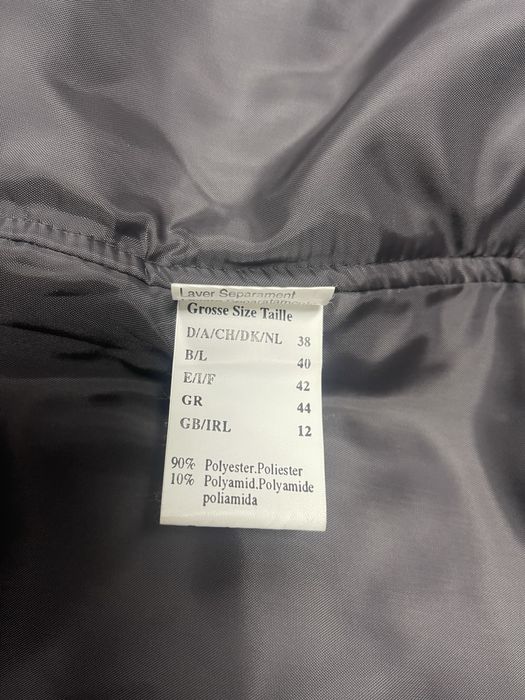 Laver Separament
Grosse Size Taille
D/A/CH/DK/NL 38
B/L 40
E/I/F 42
GR 44
GB/IRL 12
90% Polyester.Poliester
10% Polyamid.Polyamide
poliamida